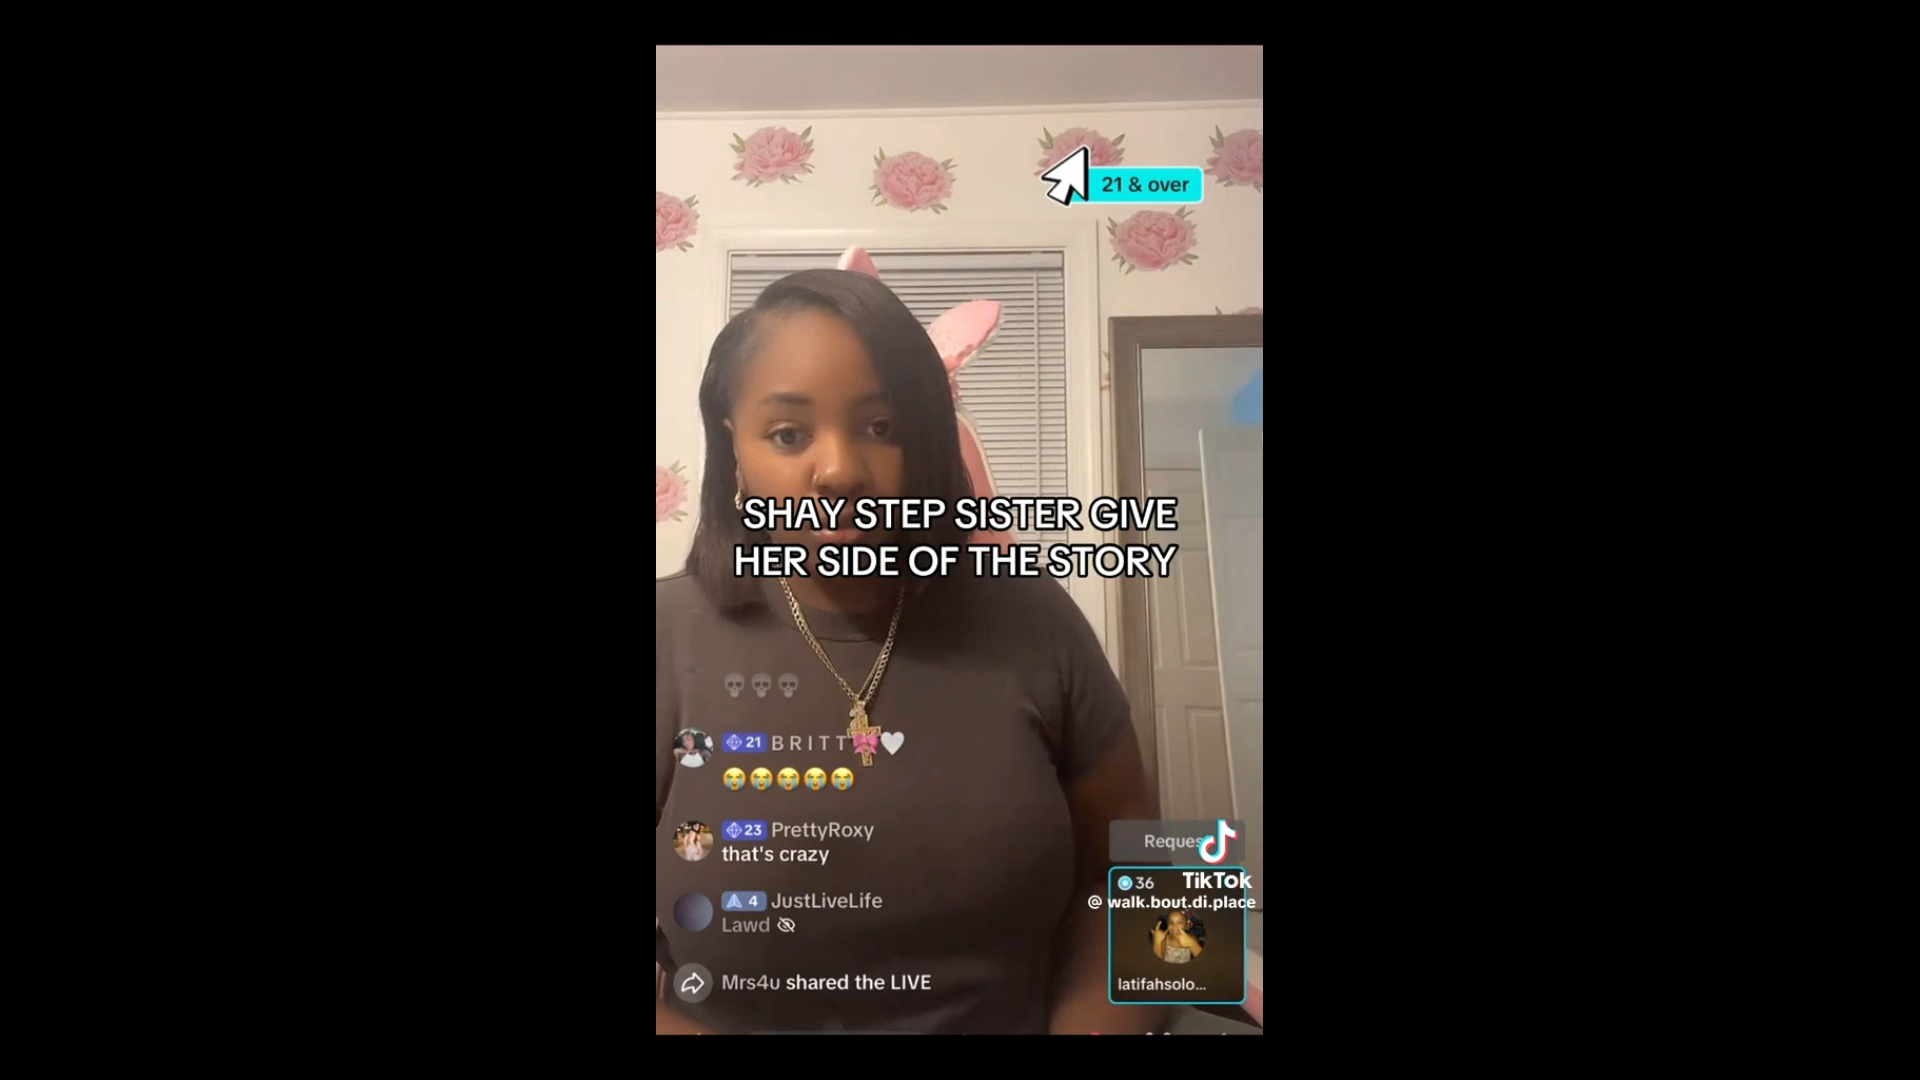 21 & over
SHAY STEP SISTER GIVE
HER SIDE OF THE STORY
💀💀💀
21 B R I T T🎀🤍
😭😭😭😭😭
23 PrettyRoxy
that's crazy
4 JustLiveLife
Lawd
Mrs4u shared the LIVE
Reques
36
TikTok
@ walk.bout.di.place
latifahsolo...